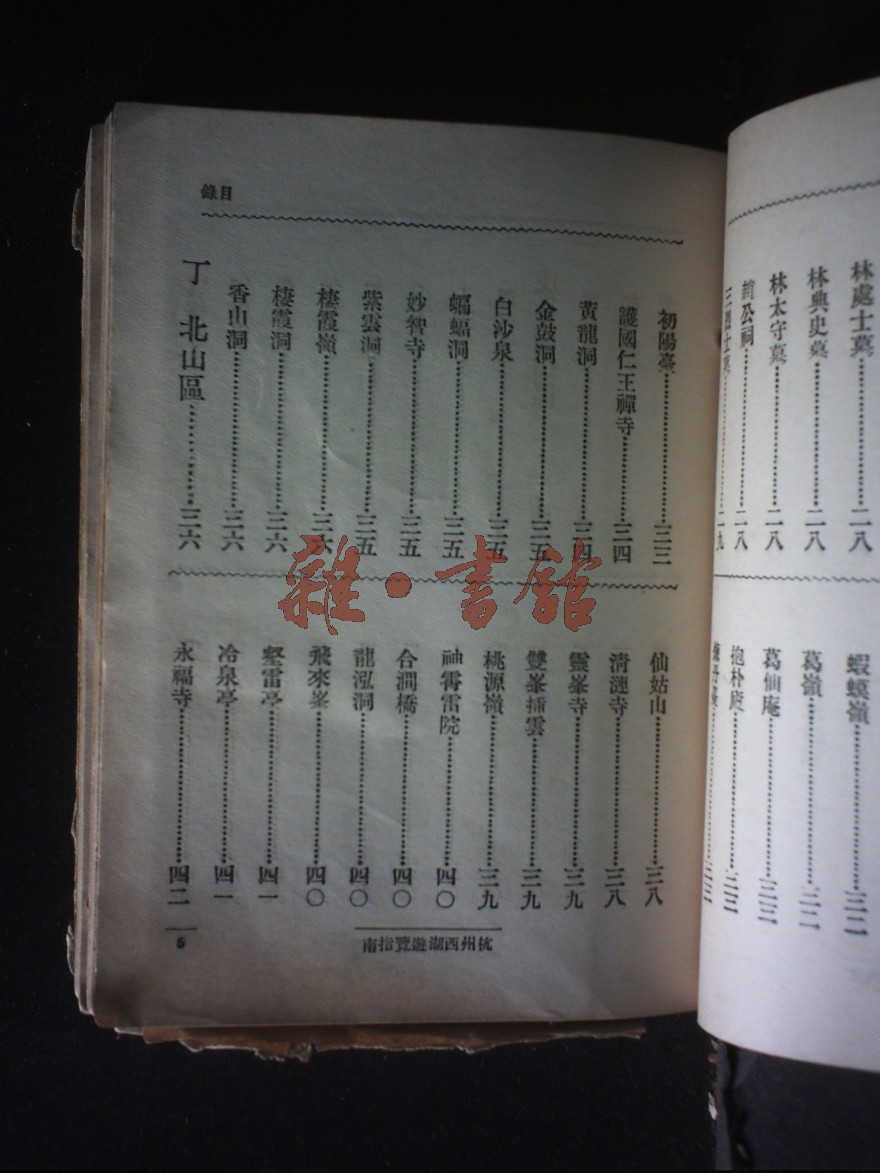 林處士墓⋯⋯二八
林典史墓⋯⋯二八
林太守墓⋯⋯二八
公祠⋯⋯二八
三烈士墓⋯⋯二九
蝦蟆嶺⋯⋯三二
葛嶺⋯⋯三二
葛仙庵⋯⋯三三
抱朴廬⋯⋯三三
錄目
初陽臺⋯⋯三三
護國仁王禪寺⋯⋯三四
黃龍洞⋯⋯三四
金鼓洞⋯⋯三五
白沙泉⋯⋯三五
蝙蝠洞⋯⋯三五
妙智寺⋯⋯三五
紫雲洞⋯⋯三五
棲霞嶺⋯⋯三六
棲霞洞⋯⋯三六
香山洞⋯⋯三六
丁 北山區⋯⋯三六
仙姑山⋯⋯三八
清漣寺⋯⋯三八
靈峯寺⋯⋯三九
雙峯插雲⋯⋯三九
桃源嶺⋯⋯三九
袖霄雷院⋯⋯四〇
合澗橋⋯⋯四〇
龍泓洞⋯⋯四〇
飛來峯⋯⋯四〇
壑雷亭⋯⋯四一
冷泉亭⋯⋯四一
永福寺⋯⋯四二
南指覽遊湖西州杭
5
雜·書館